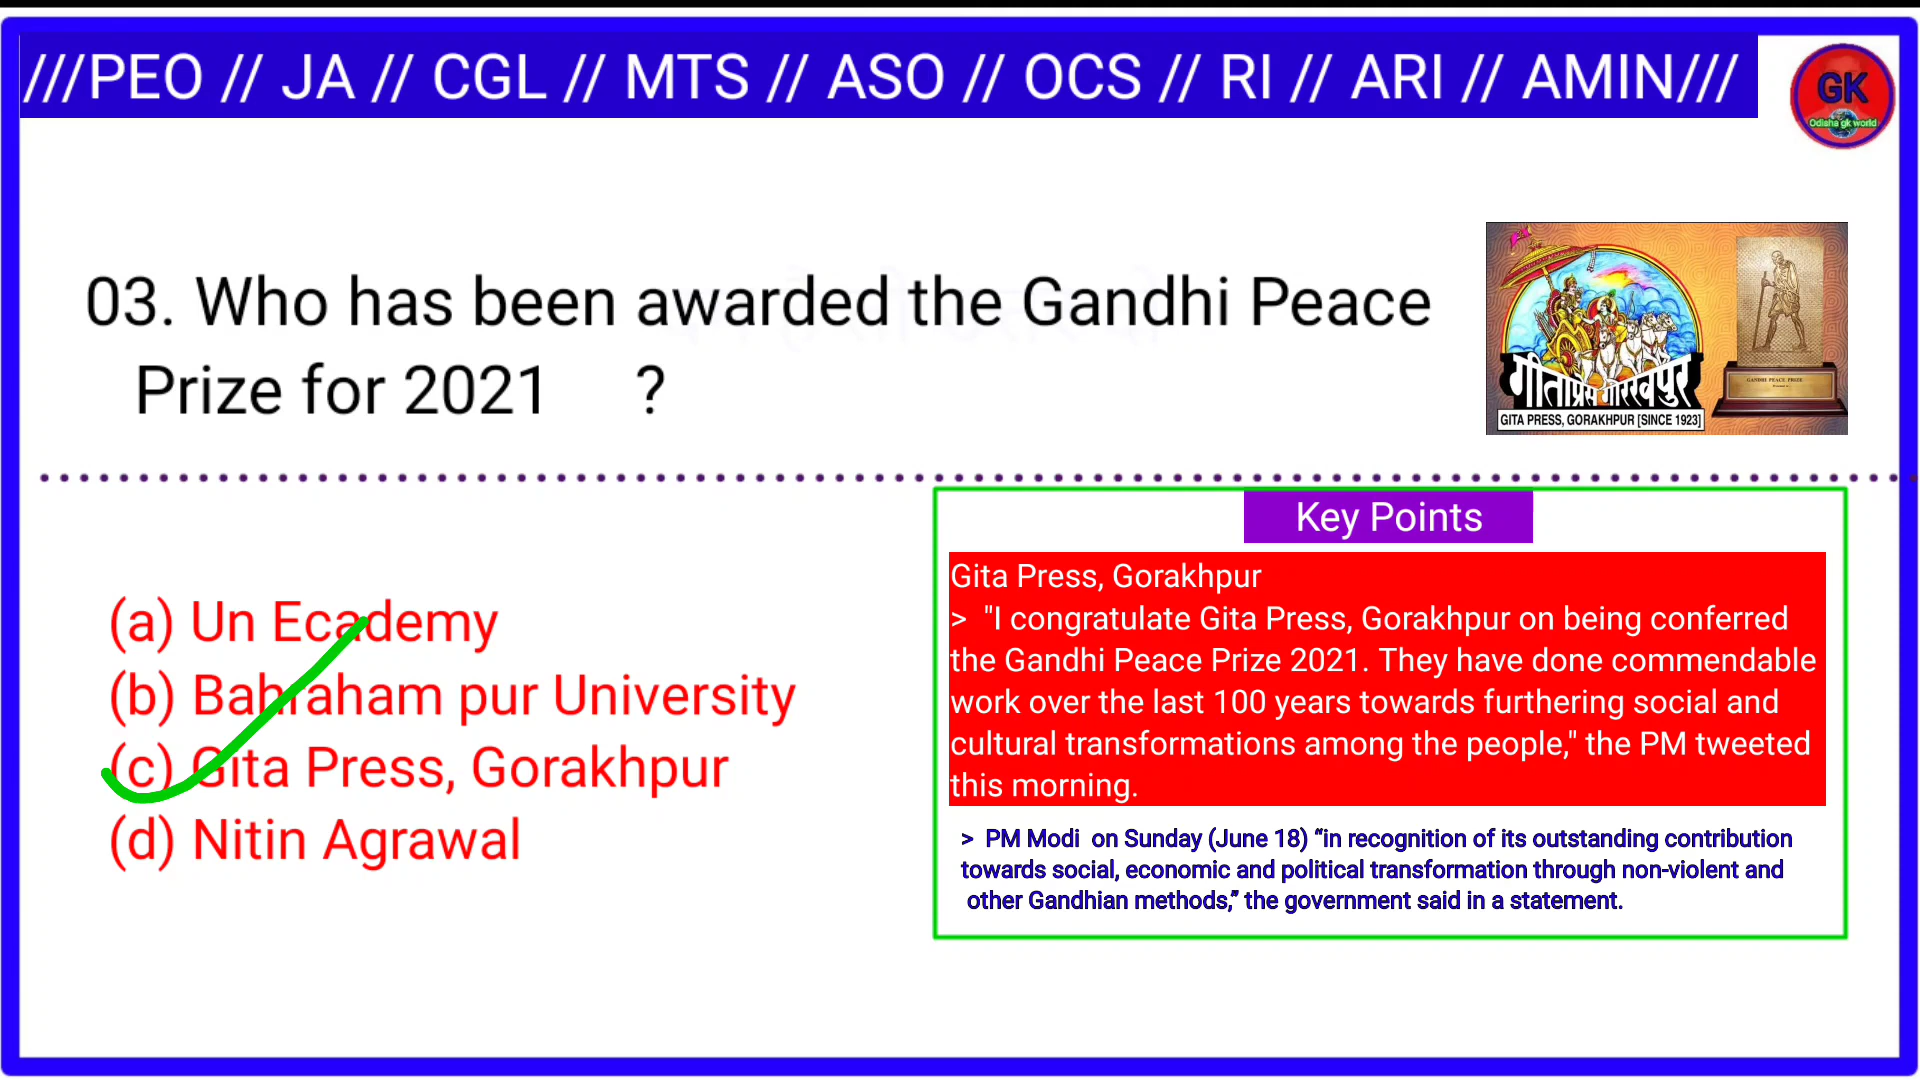 ///PEO // JA // CGL // MTS // ASO // OCS // RI // ARI // AMIN///
GK
Odisha gk world
03. Who has been awarded the Gandhi Peace
Prize for 2021 ?
गीताप्रेस गोरखपुर
GITA PRESS, GORAKHPUR [SINCE 1923]
GANDHI PEACE PRIZE
(a) Un Ecademy
(b) Bahraham pur University
(c) Gita Press, Gorakhpur
(d) Nitin Agrawal
Key Points
Gita Press, Gorakhpur
> "I congratulate Gita Press, Gorakhpur on being conferred
the Gandhi Peace Prize 2021. They have done commendable
work over the last 100 years towards furthering social and
cultural transformations among the people," the PM tweeted
this morning.
> PM Modi on Sunday (June 18) “in recognition of its outstanding contribution
towards social, economic and political transformation through non-violent and
other Gandhian methods,” the government said in a statement.